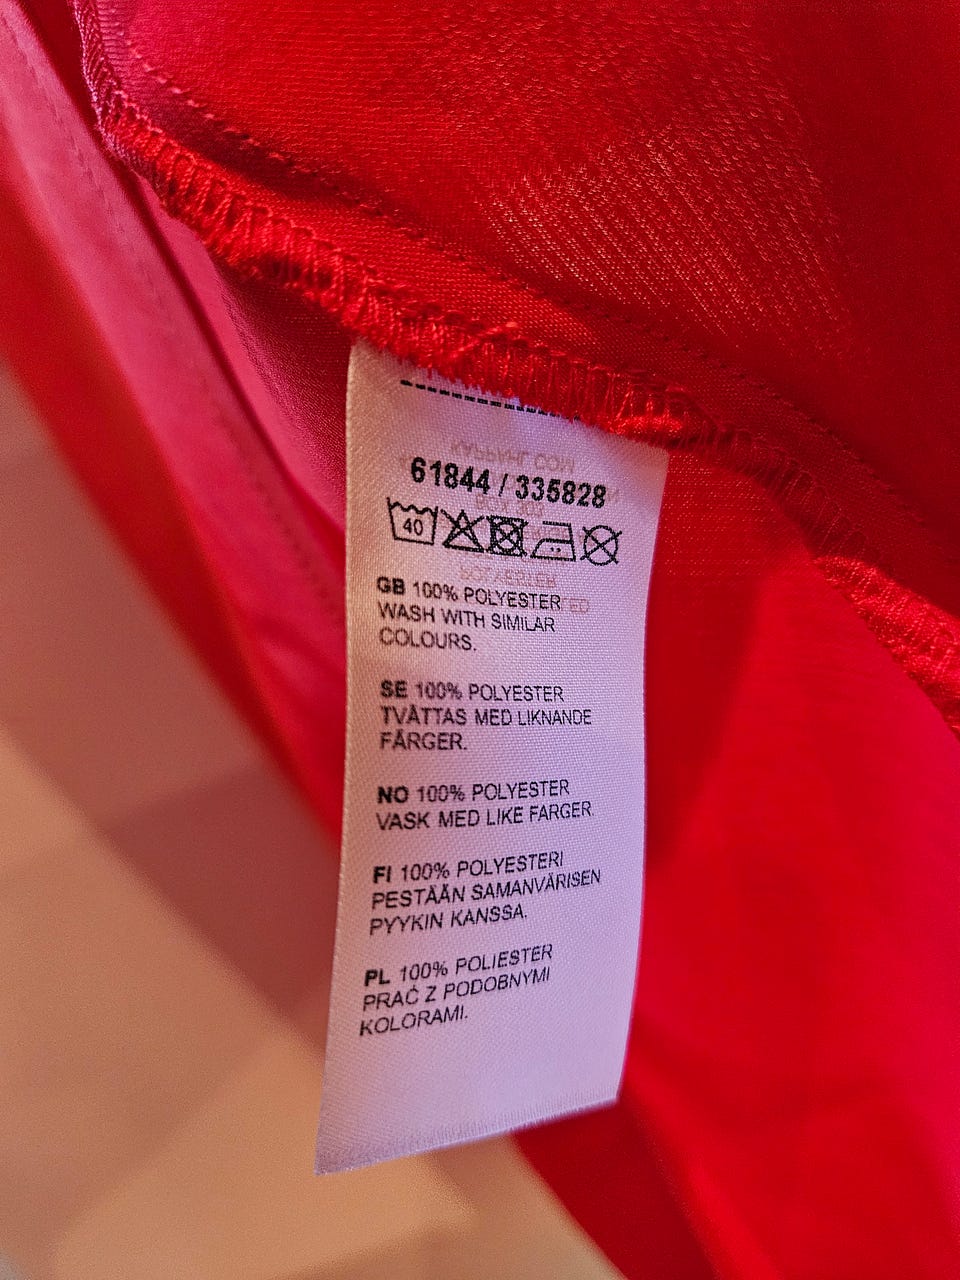 61844 / 335828
40
GB 100% POLYESTER
WASH WITH SIMILAR
COLOURS.
SE 100% POLYESTER
TVÄTTAS MED LIKNANDE
FÄRGER.
NO 100% POLYESTER
VASK MED LIKE FARGER.
FI 100% POLYESTERI
PESTÄÄN SAMANVÄRISEN
PYYKIN KANSSA.
PL 100% POLIESTER
PRAĆ Z PODOBNYMI
KOLORAMI.